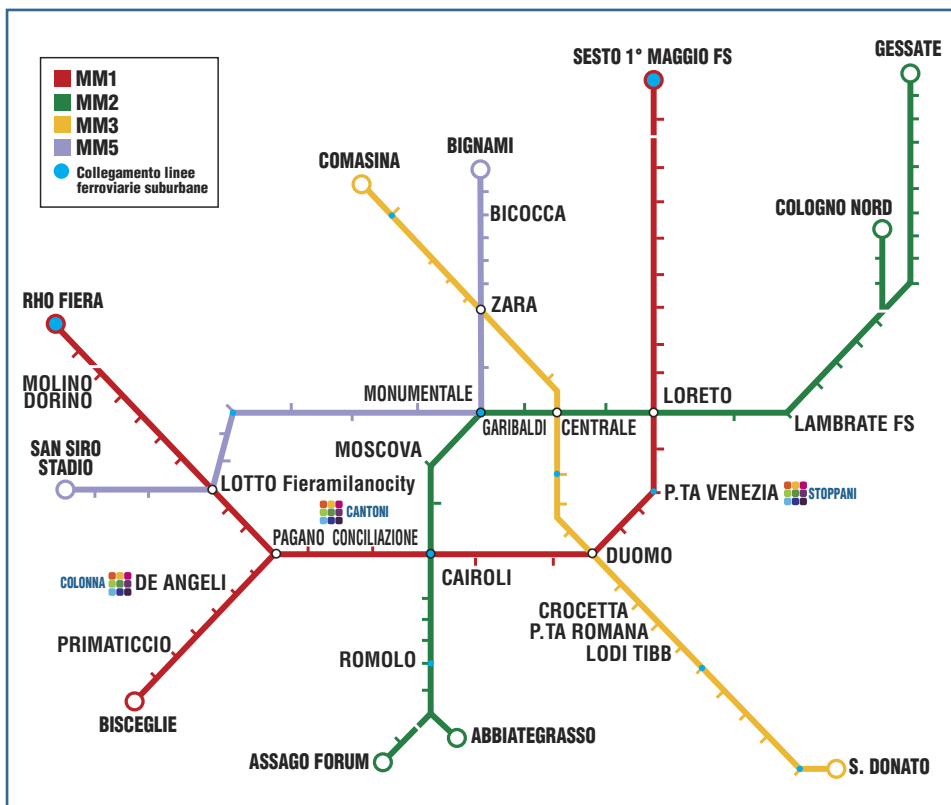 SESTO 1° MAGGIO FS
GESSATE
MM1
MM2
MM3
MM5
Collegamento linee
ferroviarie suburbane
BIGNAMI
COMASINA
BICOCCA
COLOGNO NORD
RHO FIERA
ZARA
MOLINO
DORINO
MONUMENTALE
LORETO
GARIBALDI
CENTRALE
LAMBRATE FS
SAN SIRO
STADIO
MOSCOVA
LOTTO Fieramilanocity
P.TA VENEZIA
STOPPANI
CANTONI
PAGANO
CONCILIAZIONE
DUOMO
COLONNA
DE ANGELI
CAIROLI
CROCETTA
P.TA ROMANA
LODI TIBB
PRIMATICCIO
ROMOLO
BISCEGLIE
ABBIATEGRASSO
ASSAGO FORUM
S. DONATO